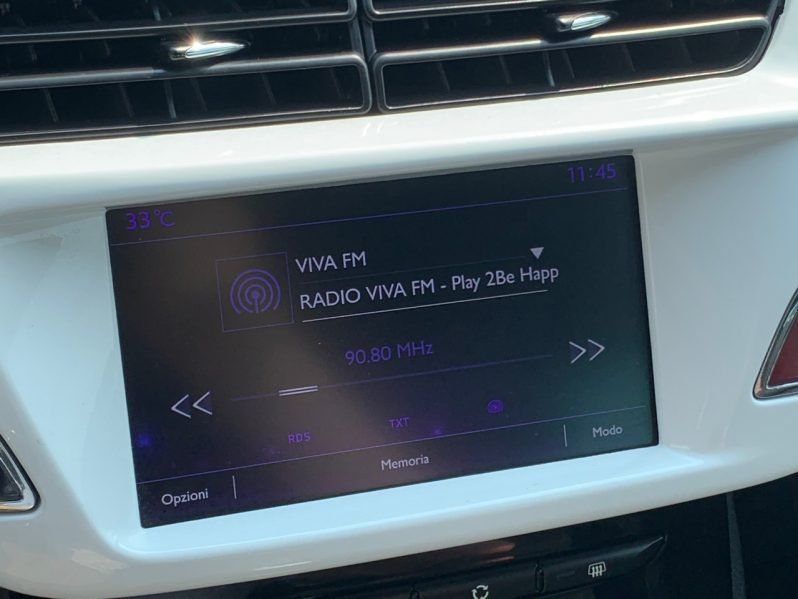 33°C
11:45
VIVA FM
RADIO VIVA FM - Play 2Be Happ
90.80 MHz
RDS
TXT
Opzioni
Memoria
Modo